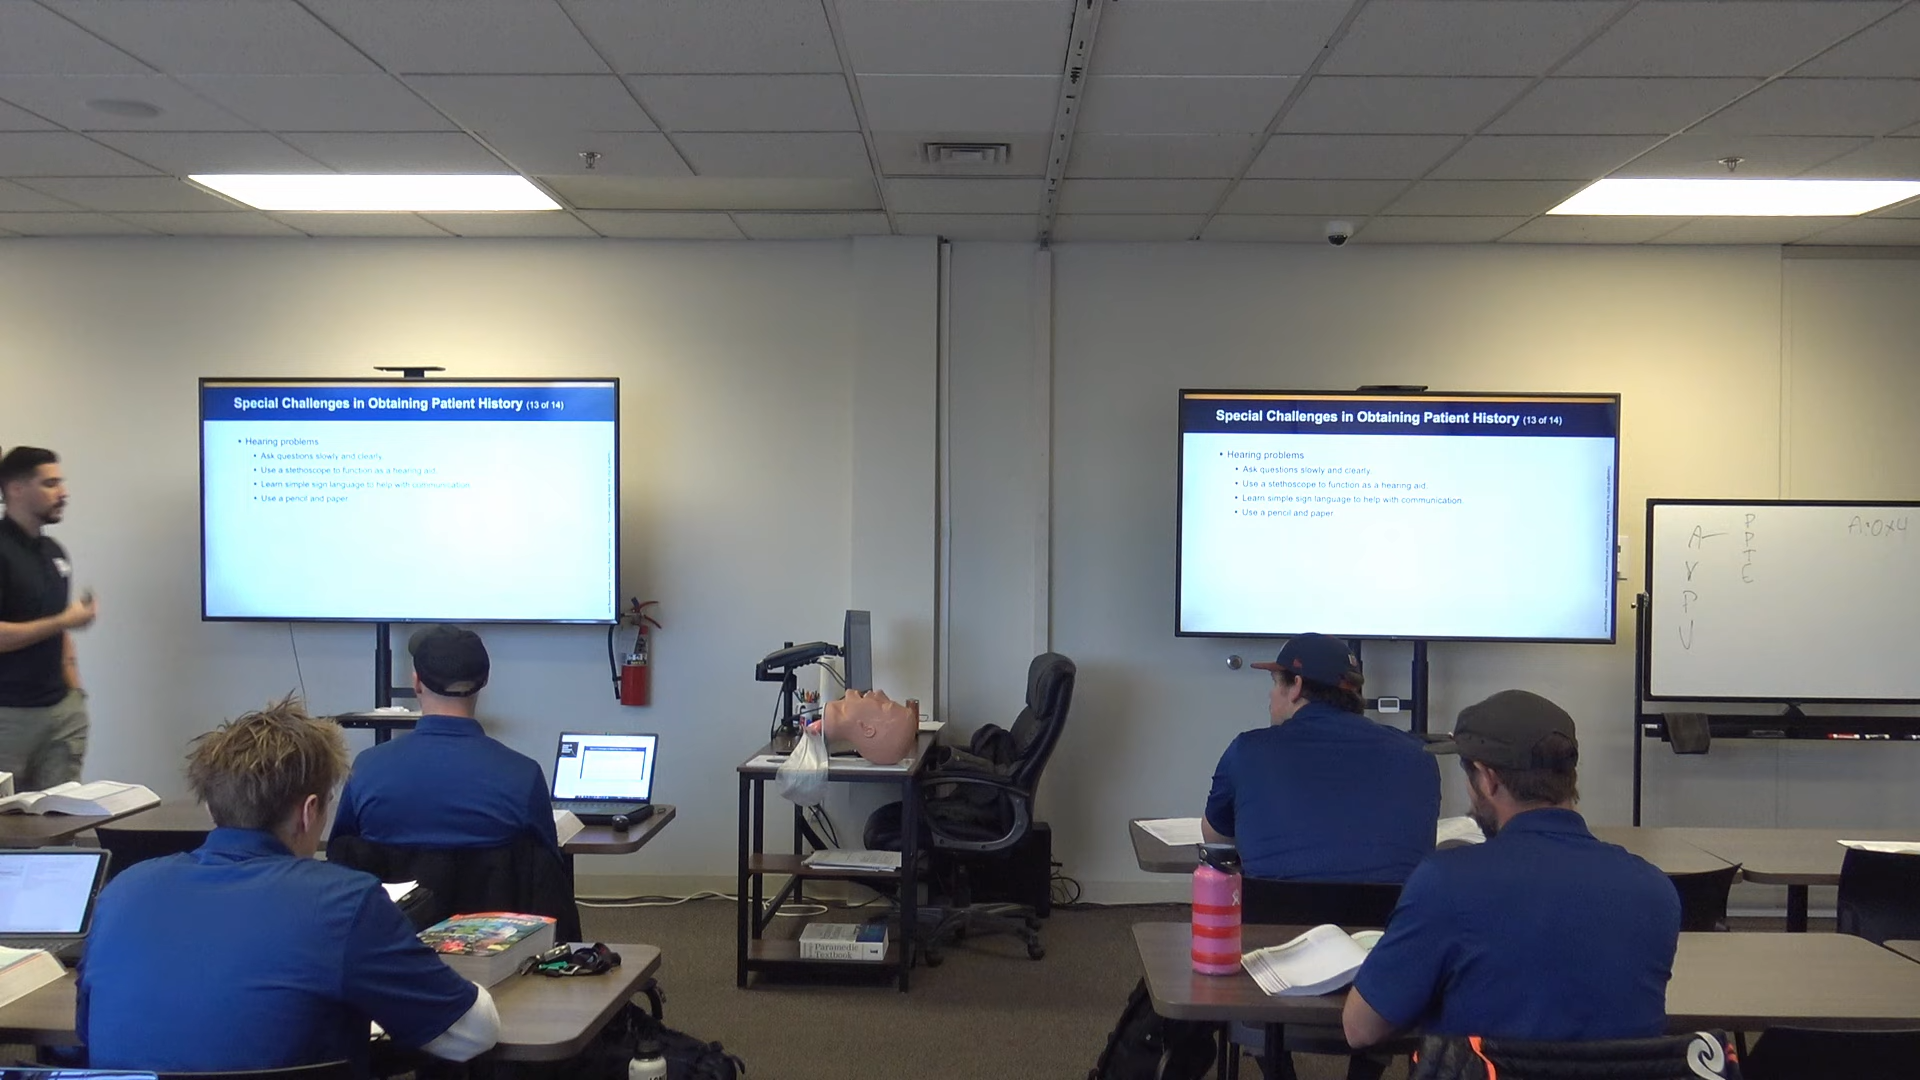 Special Challenges in Obtaining Patient History (13 of 14)
• Hearing problems
• Ask questions slowly and clearly.
• Use a stethoscope to function as a hearing aid.
• Learn simple sign language to help with communication.
• Use a pencil and paper.
Special Challenges in Obtaining Patient History (13 of 14)
• Hearing problems
• Ask questions slowly and clearly.
• Use a stethoscope to function as a hearing aid.
• Learn simple sign language to help with communication.
• Use a pencil and paper.
A —
V
P
U
P
P
T
E
Paramedic
Textbook